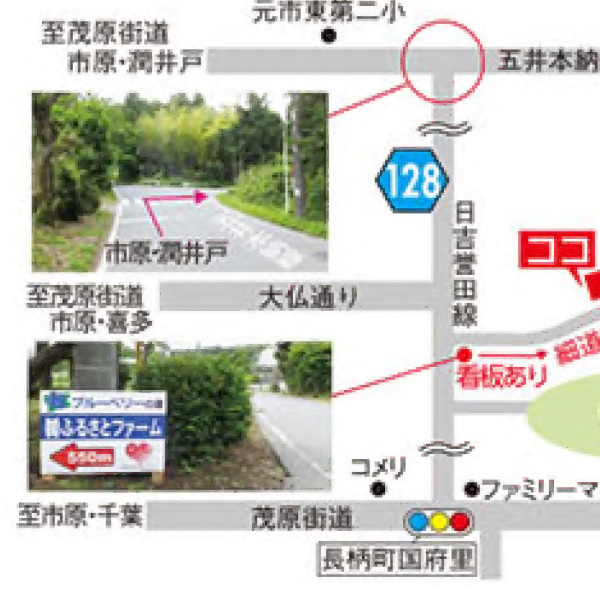 元市東第二小
至茂原街道
市原・潤井戸
五井本納
128
日吉誉田線
市原・潤井戸
ココ
至茂原街道
市原・喜多
大仏通り
細道
看板あり
ブルーベリーの
観ふるさとファーム
550m
コメリ
ファミリーマ
至市原・千葉
茂原街道
長柄町国府里